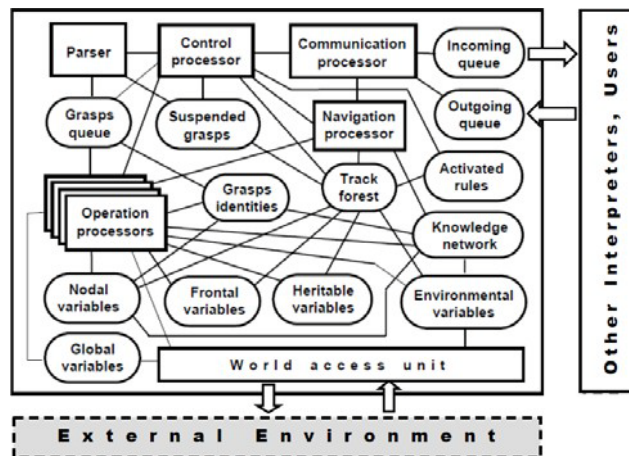 Parser
Control
processor
Communication
processor
Incoming
queue
Grasps
queue
Suspended
grasps
Navigation
processor
Outgoing
queue
Operation
processors
Grasps
identities
Track
forest
Activated
rules
Knowledge
network
Nodal
variables
Frontal
variables
Heritable
variables
Environmental
variables
Global
variables
World access unit
External Environment
Other Interpreters, Users